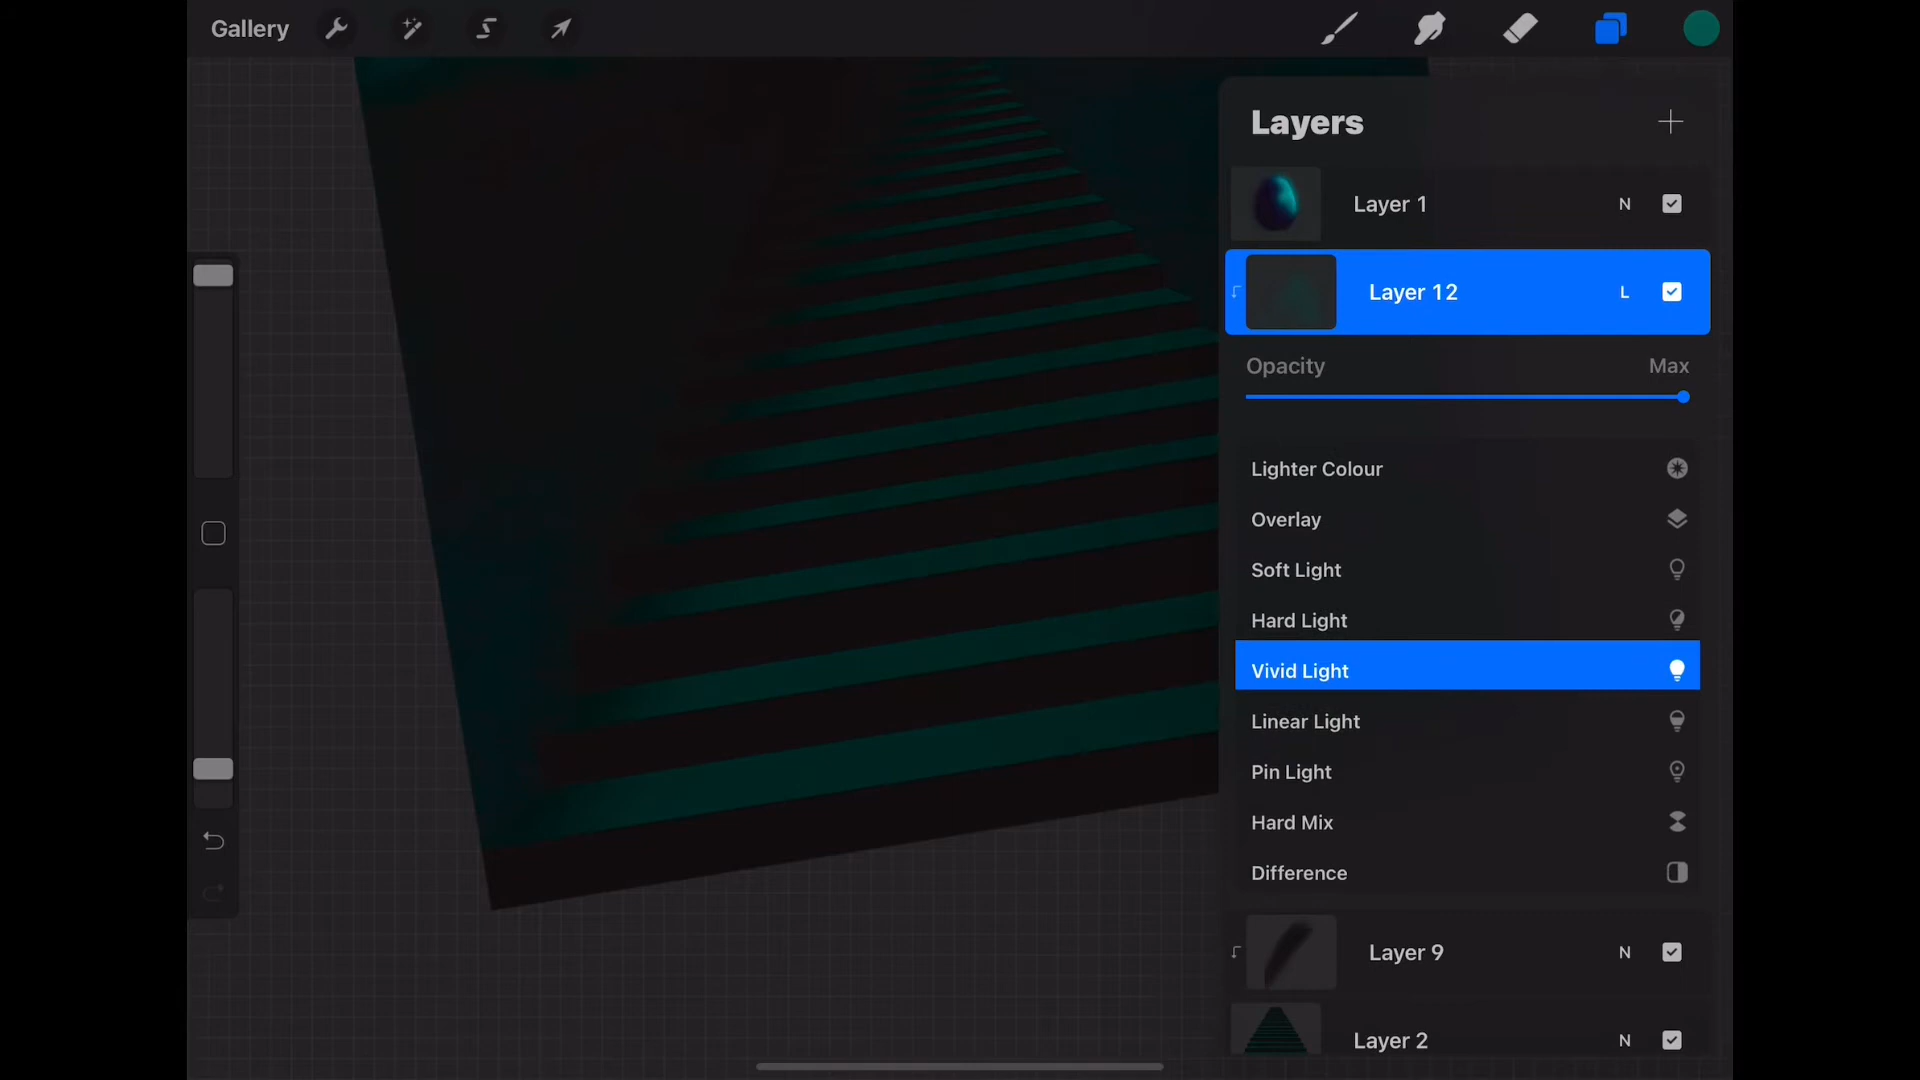 Gallery
Layers
Layer 1 N
Layer 12 L
Opacity Max
Lighter Colour
Overlay
Soft Light
Hard Light
Vivid Light
Linear Light
Pin Light
Hard Mix
Difference
Layer 9 N
Layer 2 N